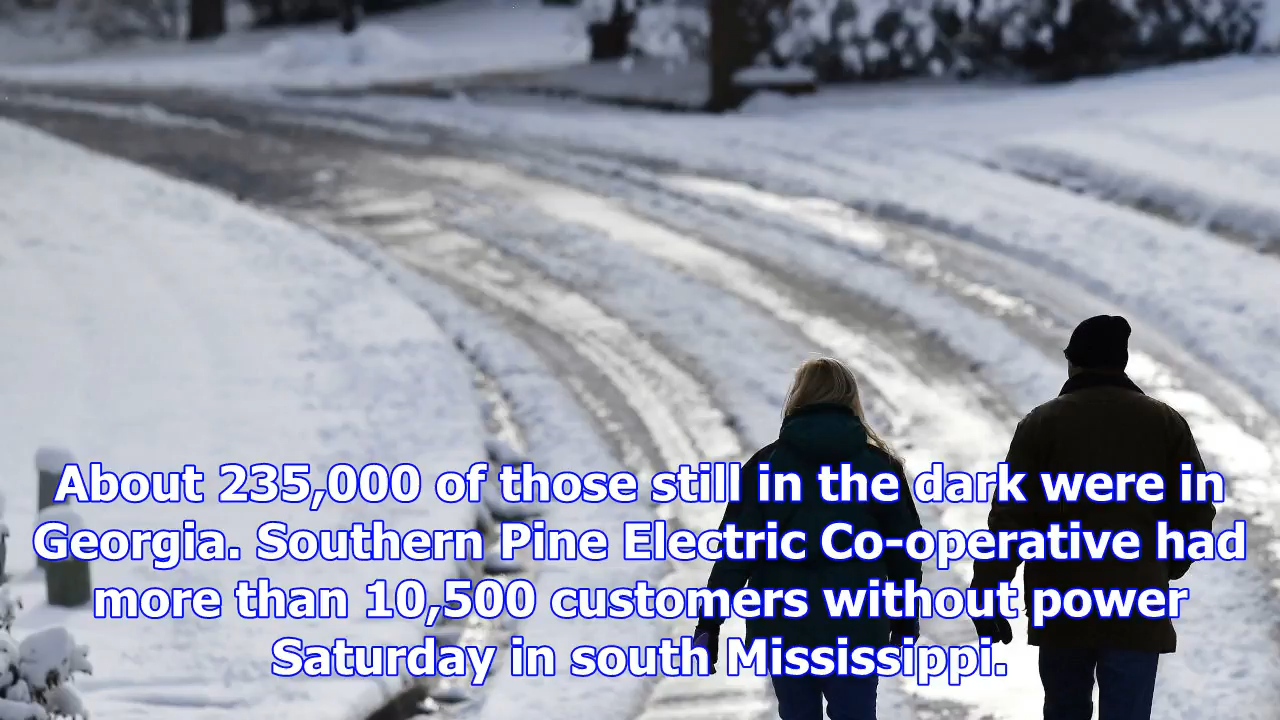 About 235,000 of those still in the dark were in
Georgia. Southern Pine Electric Co-operative had
more than 10,500 customers without power
Saturday in south Mississippi.